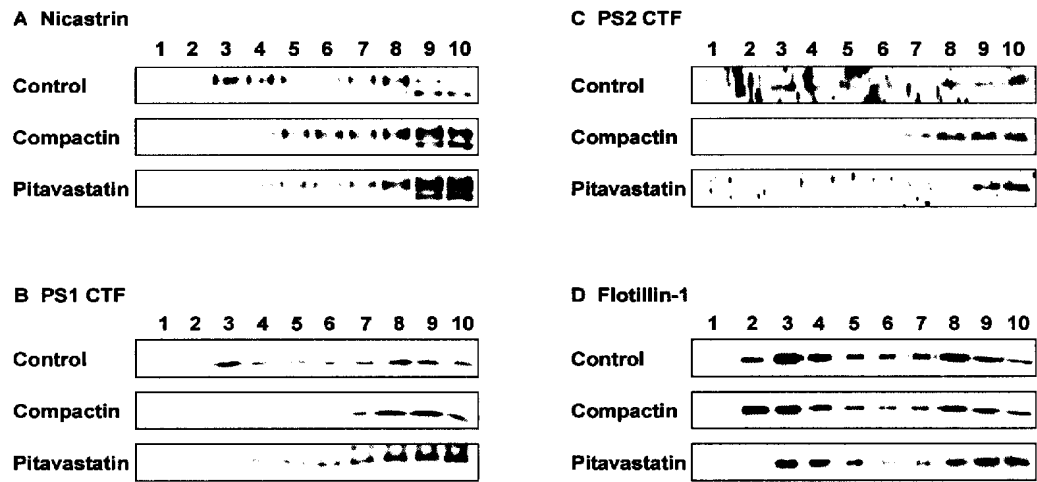 A Nicastrin
1 2 3 4 5 6 7 8 9 10
Control
Compactin
Pitavastatin
B PS1 CTF
1 2 3 4 5 6 7 8 9 10
Control
Compactin
Pitavastatin
C PS2 CTF
1 2 3 4 5 6 7 8 9 10
Control
Compactin
Pitavastatin
D Flotillin-1
1 2 3 4 5 6 7 8 9 10
Control
Compactin
Pitavastatin